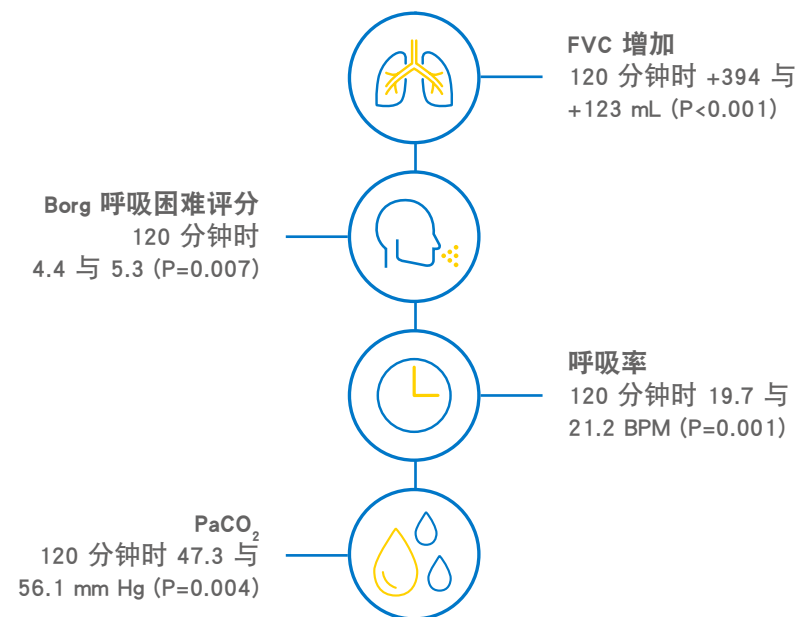 FVC 增加
120 分钟时 +394 与
+123 mL (P<0.001)
Borg 呼吸困难评分
120 分钟时
4.4 与 5.3 (P=0.007)
呼吸率
120 分钟时 19.7 与
21.2 BPM (P=0.001)
PaCO₂
120 分钟时 47.3 与
56.1 mm Hg (P=0.004)